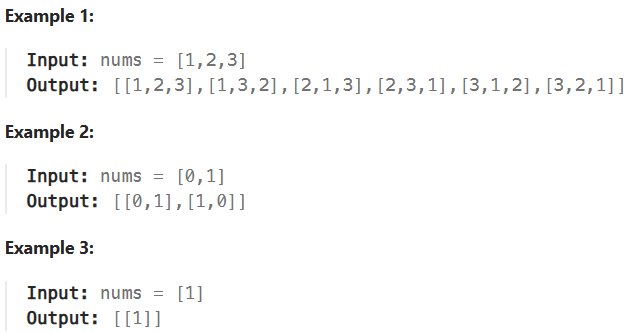 Example 1:
Input: nums = [1,2,3]
Output: [[1,2,3],[1,3,2],[2,1,3],[2,3,1],[3,1,2],[3,2,1]]
Example 2:
Input: nums = [0,1]
Output: [[0,1],[1,0]]
Example 3:
Input: nums = [1]
Output: [[1]]